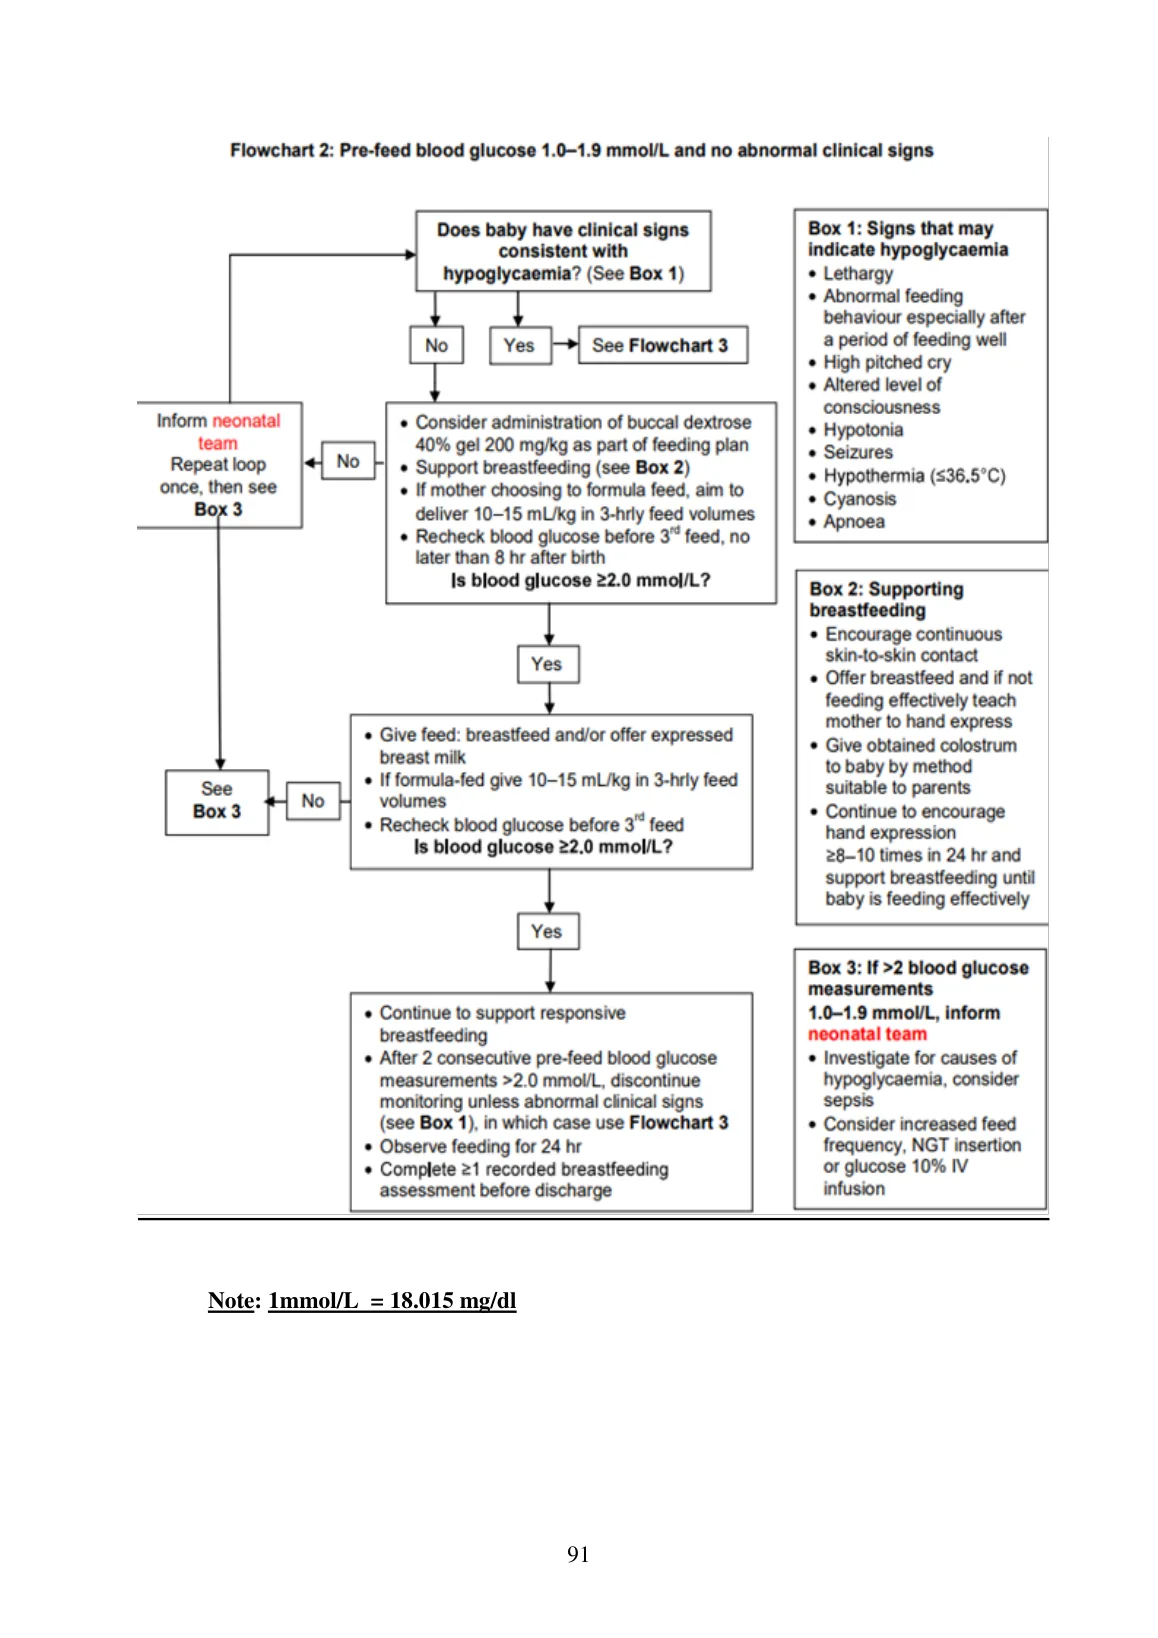 Flowchart 2: Pre-feed blood glucose 1.0–1.9 mmol/L and no abnormal clinical signs
Does baby have clinical signs
consistent with
hypoglycaemia? (See Box 1)
No
Yes
See Flowchart 3
Inform neonatal
team
Repeat loop
once, then see
Box 3
No
• Consider administration of buccal dextrose
40% gel 200 mg/kg as part of feeding plan
• Support breastfeeding (see Box 2)
• If mother choosing to formula feed, aim to
deliver 10–15 mL/kg in 3-hrly feed volumes
• Recheck blood glucose before 3rd feed, no
later than 8 hr after birth
Is blood glucose ≥2.0 mmol/L?
Yes
See
Box 3
No
• Give feed: breastfeed and/or offer expressed
breast milk
• If formula-fed give 10–15 mL/kg in 3-hrly feed
volumes
• Recheck blood glucose before 3rd feed
Is blood glucose ≥2.0 mmol/L?
Yes
• Continue to support responsive
breastfeeding
• After 2 consecutive pre-feed blood glucose
measurements >2.0 mmol/L, discontinue
monitoring unless abnormal clinical signs
(see Box 1), in which case use Flowchart 3
• Observe feeding for 24 hr
• Complete ≥1 recorded breastfeeding
assessment before discharge
Box 1: Signs that may
indicate hypoglycaemia
• Lethargy
• Abnormal feeding
behaviour especially after
a period of feeding well
• High pitched cry
• Altered level of
consciousness
• Hypotonia
• Seizures
• Hypothermia (≤36.5°C)
• Cyanosis
• Apnoea
Box 2: Supporting
breastfeeding
• Encourage continuous
skin-to-skin contact
• Offer breastfeed and if not
feeding effectively teach
mother to hand express
• Give obtained colostrum
to baby by method
suitable to parents
• Continue to encourage
hand expression
≥8–10 times in 24 hr and
support breastfeeding until
baby is feeding effectively
Box 3: If >2 blood glucose
measurements
1.0–1.9 mmol/L, inform
neonatal team
• Investigate for causes of
hypoglycaemia, consider
sepsis
• Consider increased feed
frequency, NGT insertion
or glucose 10% IV
infusion
Note: 1mmol/L = 18.015 mg/dl
91